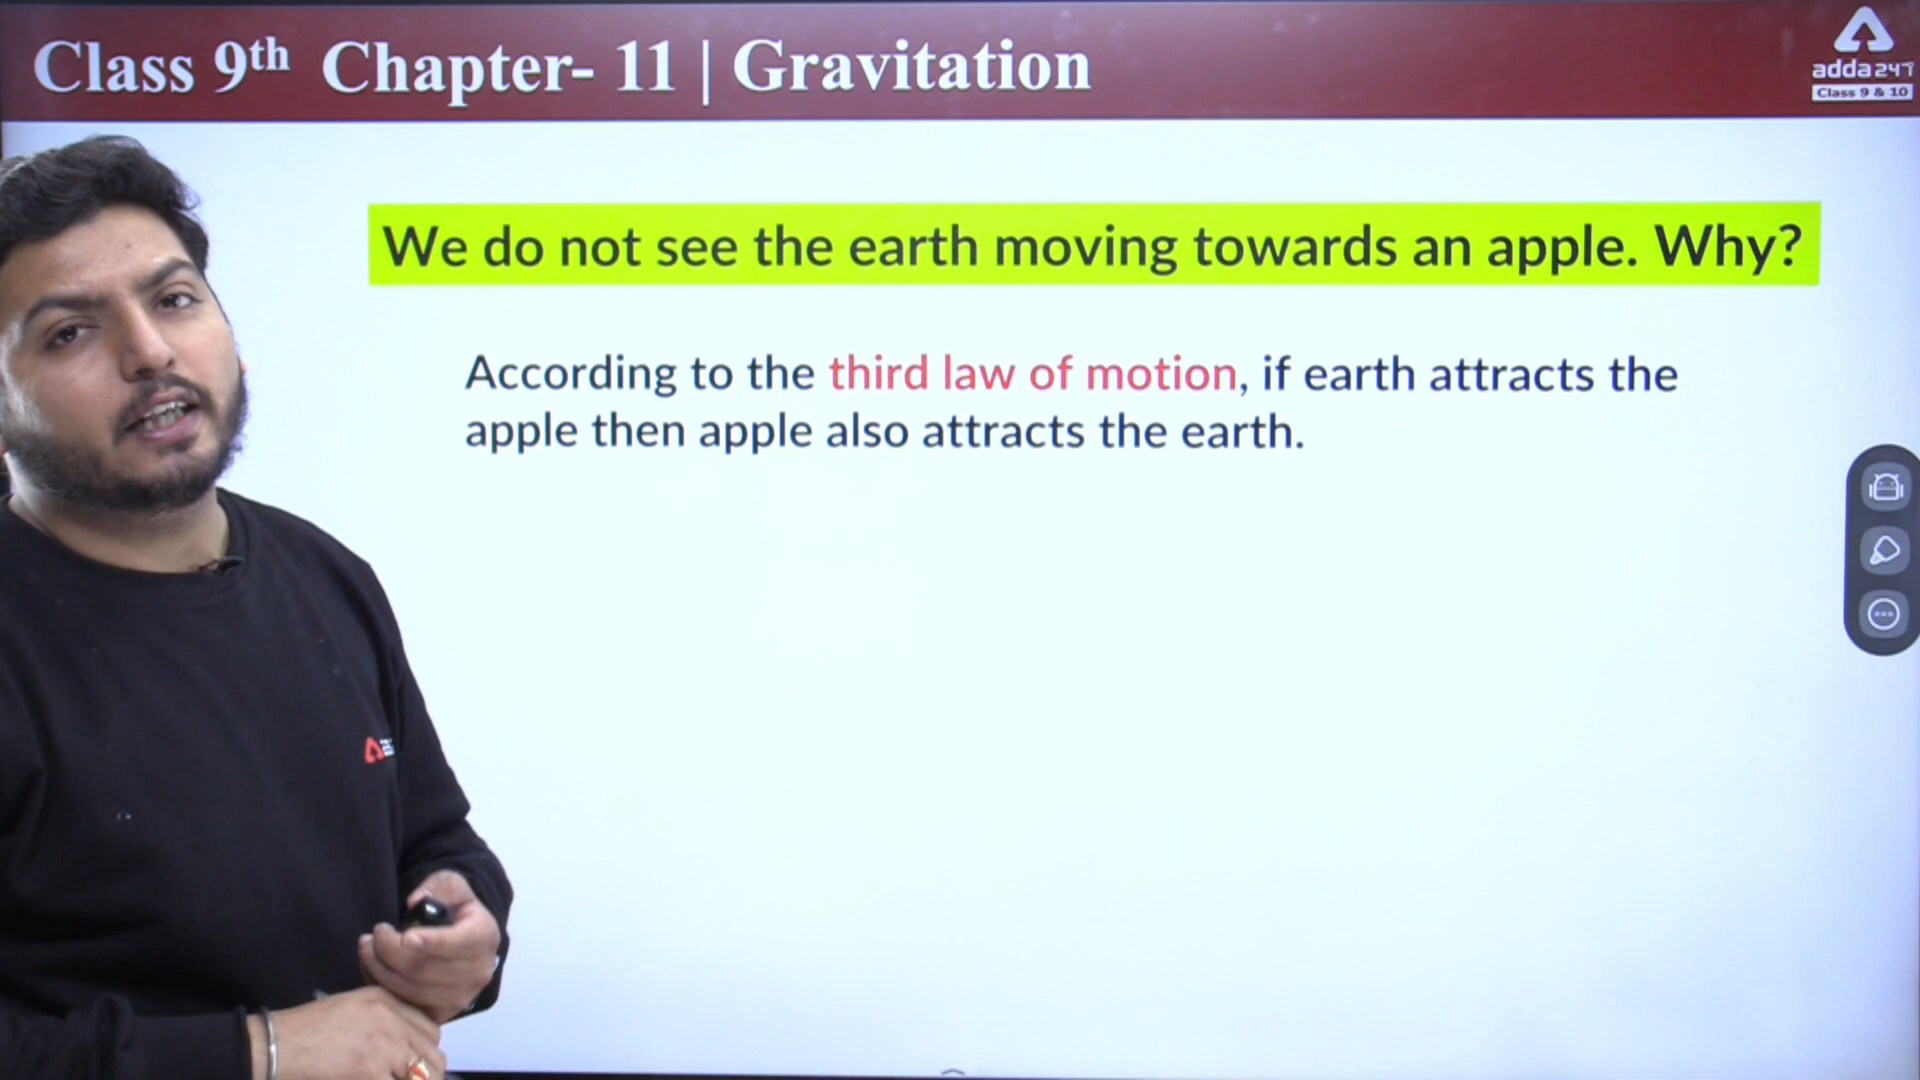 Class 9th Chapter- 11 | Gravitation
adda247
Class 9 & 10
We do not see the earth moving towards an apple. Why?
According to the third law of motion, if earth attracts the
apple then apple also attracts the earth.